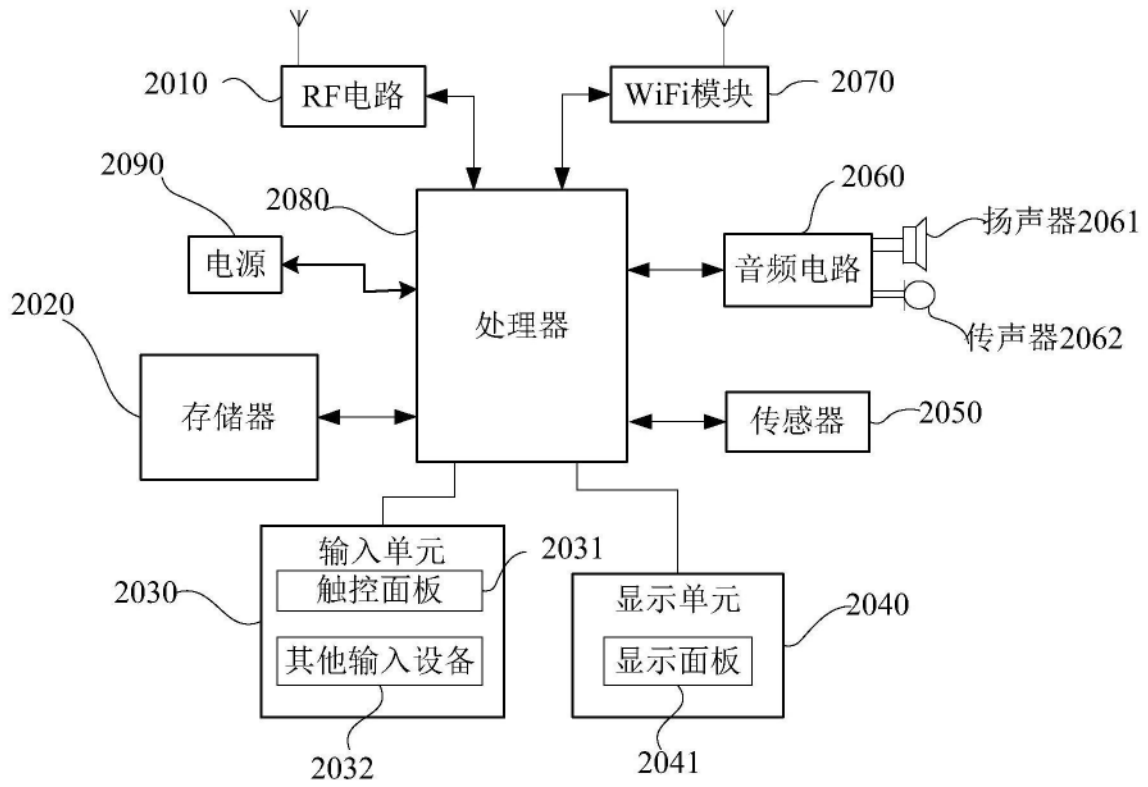 2010
RF电路
WiFi模块
2070
2090
2080
2060
扬声器2061
电源
音频电路
2020
处理器
传声器2062
存储器
传感器
2050
输入单元
2031
2030
触控面板
显示单元
2040
其他输入设备
显示面板
2032
2041